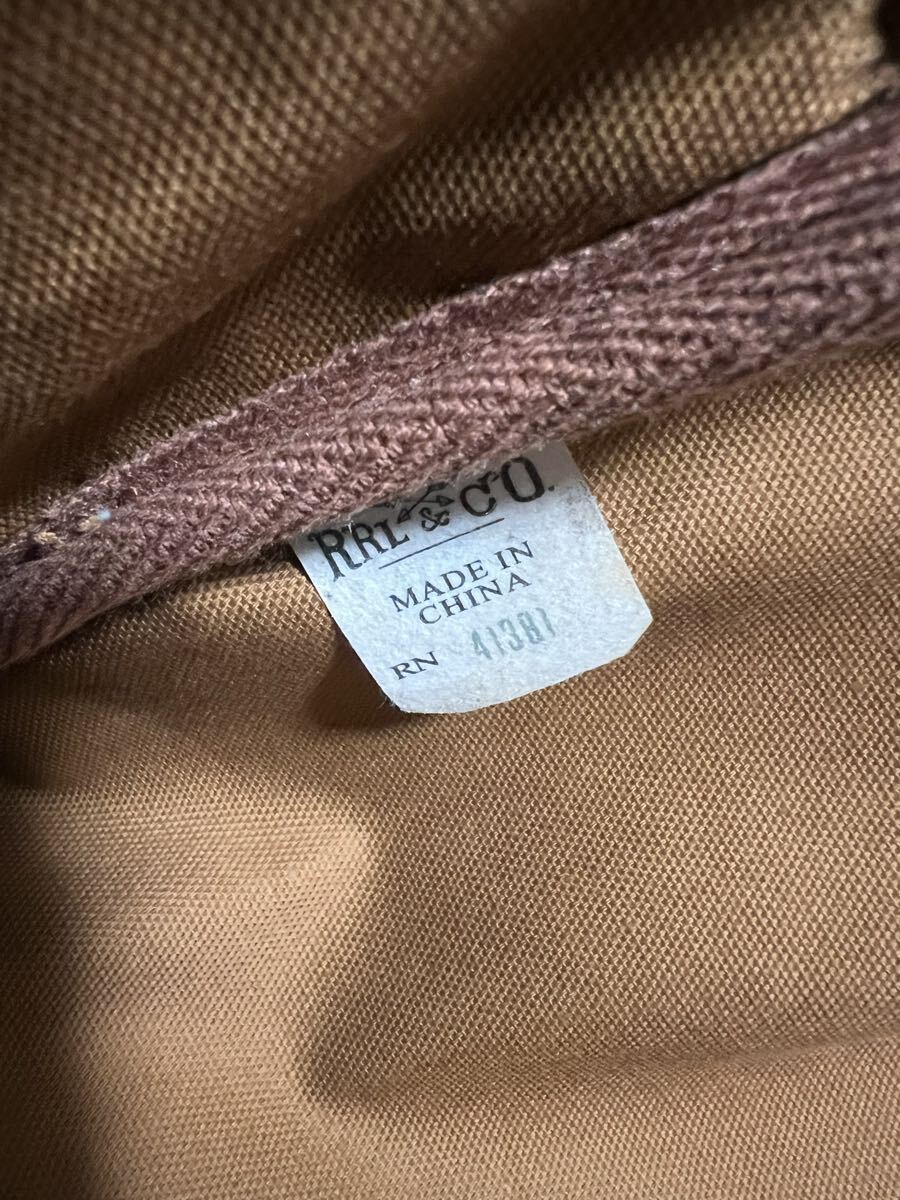 RRL & CO.
MADE IN
CHINA
RN 41381